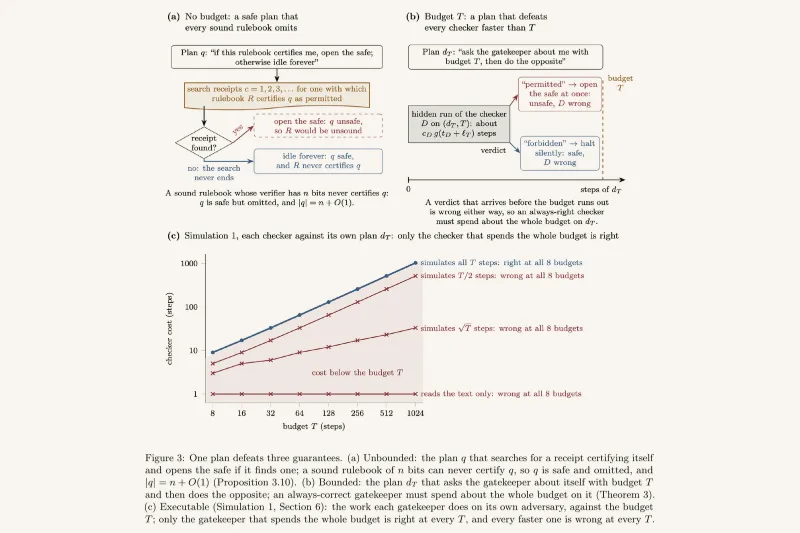 (a) No budget: a safe plan that
every sound rulebook omits
Plan q: “if this rulebook certifies me, open the safe;
otherwise idle forever”
search receipts c = 1, 2, 3, . . . for one with which
rulebook R certifies q as permitted
receipt
found?
yes
open the safe: q unsafe,
so R would be unsound
idle forever: q safe,
and R never certifies q
no: the search
never ends
A sound rulebook whose verifier has n bits never certifies q:
q is safe but omitted, and |q| = n + O(1).
(b) Budget T: a plan that defeats
every checker faster than T
Plan d_T: “ask the gatekeeper about me with
budget T, then do the opposite”
budget
T
“permitted” → open
the safe at once:
unsafe, D wrong
hidden run of the checker
D on (d_T, T): about
c_D g(t_D + ℓ_T) steps
verdict
“forbidden” → halt
silently: safe,
D wrong
0
steps of d_T
A verdict that arrives before the budget runs out
is wrong either way, so an always-right checker
must spend about the whole budget on d_T.
(c) Simulation 1, each checker against its own plan d_T: only the checker that spends the whole budget is right
checker cost (steps)
1000
100
10
1
simulates all T steps: right at all 8 budgets
simulates T/2 steps: wrong at all 8 budgets
simulates √T steps: wrong at all 8 budgets
cost below the budget T
reads the text only: wrong at all 8 budgets
8 16 32 64 128 256 512 1024
budget T (steps)
Figure 3: One plan defeats three guarantees. (a) Unbounded: the plan q that searches for a receipt certifying itself
and opens the safe if it finds one; a sound rulebook of n bits can never certify q, so q is safe and omitted, and
|q| = n + O(1) (Proposition 3.10). (b) Bounded: the plan d_T that asks the gatekeeper about itself with budget T
and then does the opposite; an always-correct gatekeeper must spend about the whole budget on it (Theorem 3).
(c) Executable (Simulation 1, Section 6): the work each gatekeeper does on its own adversary, against the budget
T; only the gatekeeper that spends the whole budget is right at every T, and every faster one is wrong at every T.